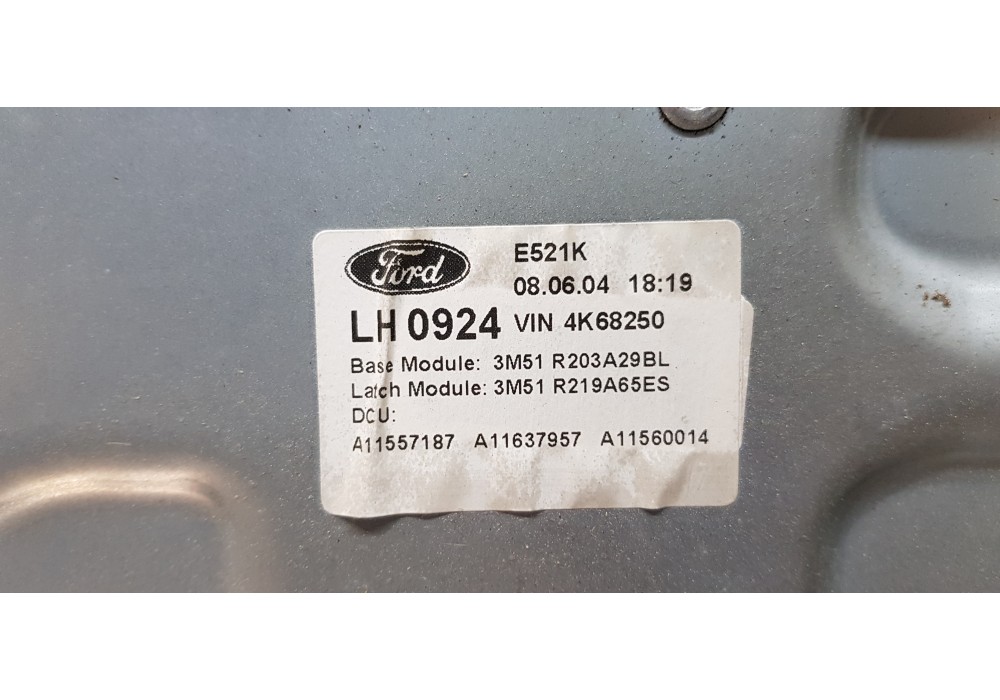 Ford
E521K
08.06.04 18:19
LH 0924 VIN 4K68250
Base Module: 3M51 R203A29BL
Latch Module: 3M51 R219A65ES
DCU:
A11557187 A11637957 A11560014